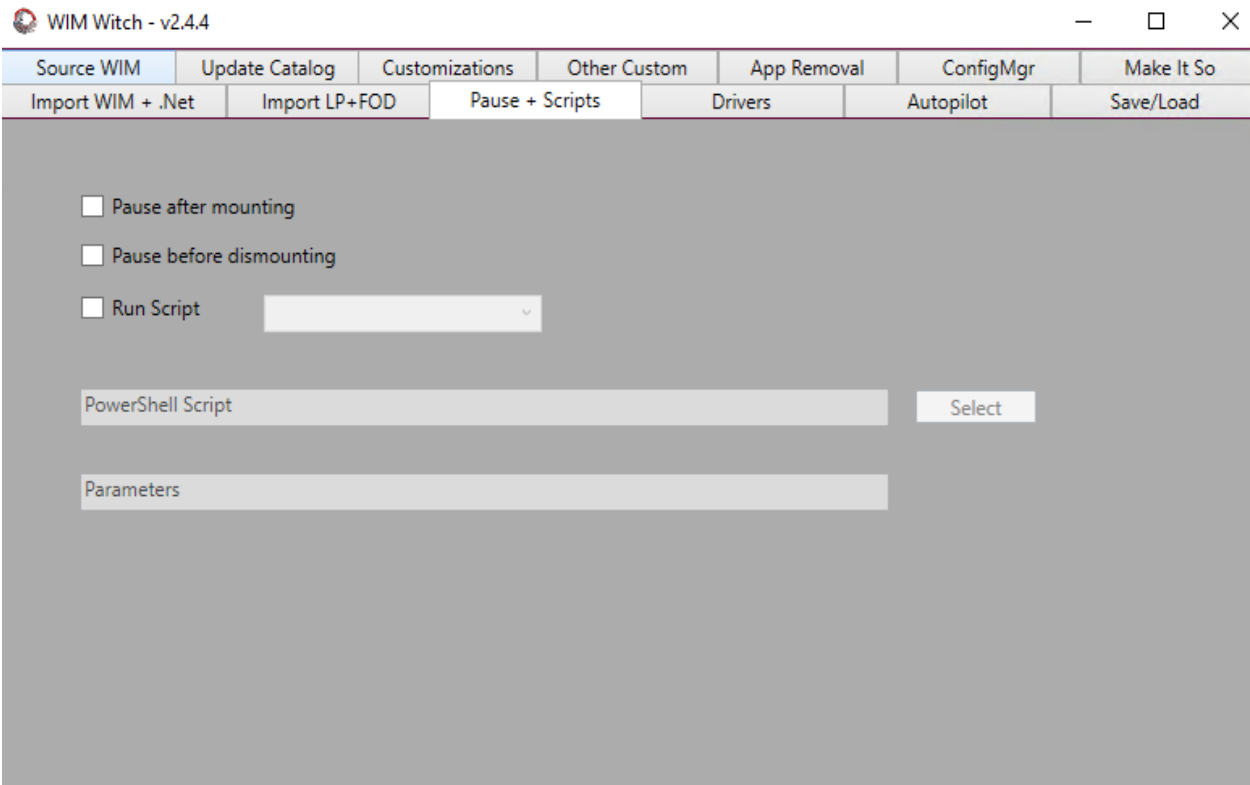 WIM Witch - v2.4.4
Source WIM Update Catalog Customizations Other Custom App Removal ConfigMgr Make It So
Import WIM + .Net Import LP+FOD Pause + Scripts Drivers Autopilot Save/Load
Pause after mounting
Pause before dismounting
Run Script
PowerShell Script Select
Parameters